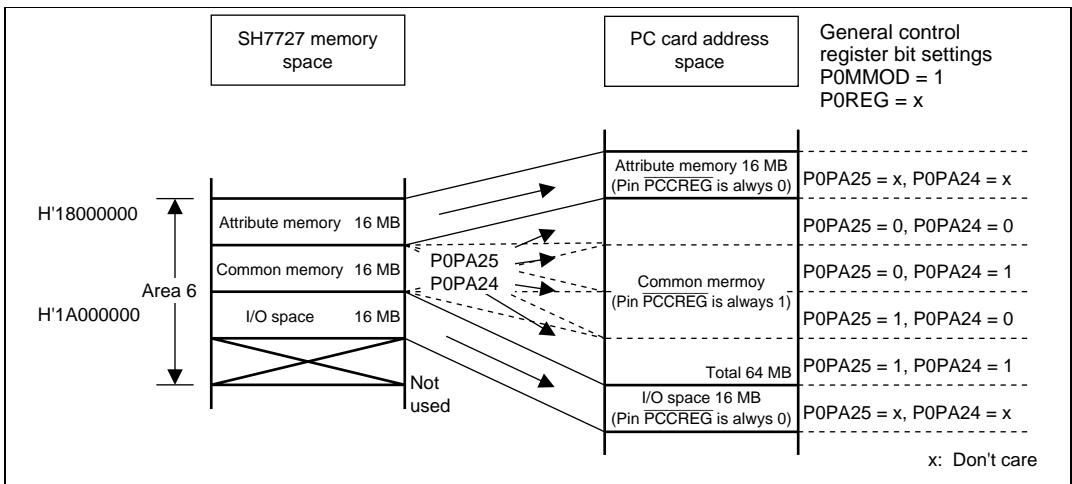 SH7727 memory
space
PC card address
space
General control
register bit settings
P0MMOD = 1
P0REG = x
H'18000000
Area 6
H'1A000000
Attribute memory 16 MB
Common memory 16 MB
I/O space 16 MB
Not
used
P0PA25
P0PA24
Attribute memory 16 MB
(Pin PCCREG is alwys 0)
Common mermoy
(Pin PCCREG is always 1)
Total 64 MB
I/O space 16 MB
(Pin PCCREG is alwys 0)
P0PA25 = x, P0PA24 = x
P0PA25 = 0, P0PA24 = 0
P0PA25 = 0, P0PA24 = 1
P0PA25 = 1, P0PA24 = 0
P0PA25 = 1, P0PA24 = 1
P0PA25 = x, P0PA24 = x
x: Don't care